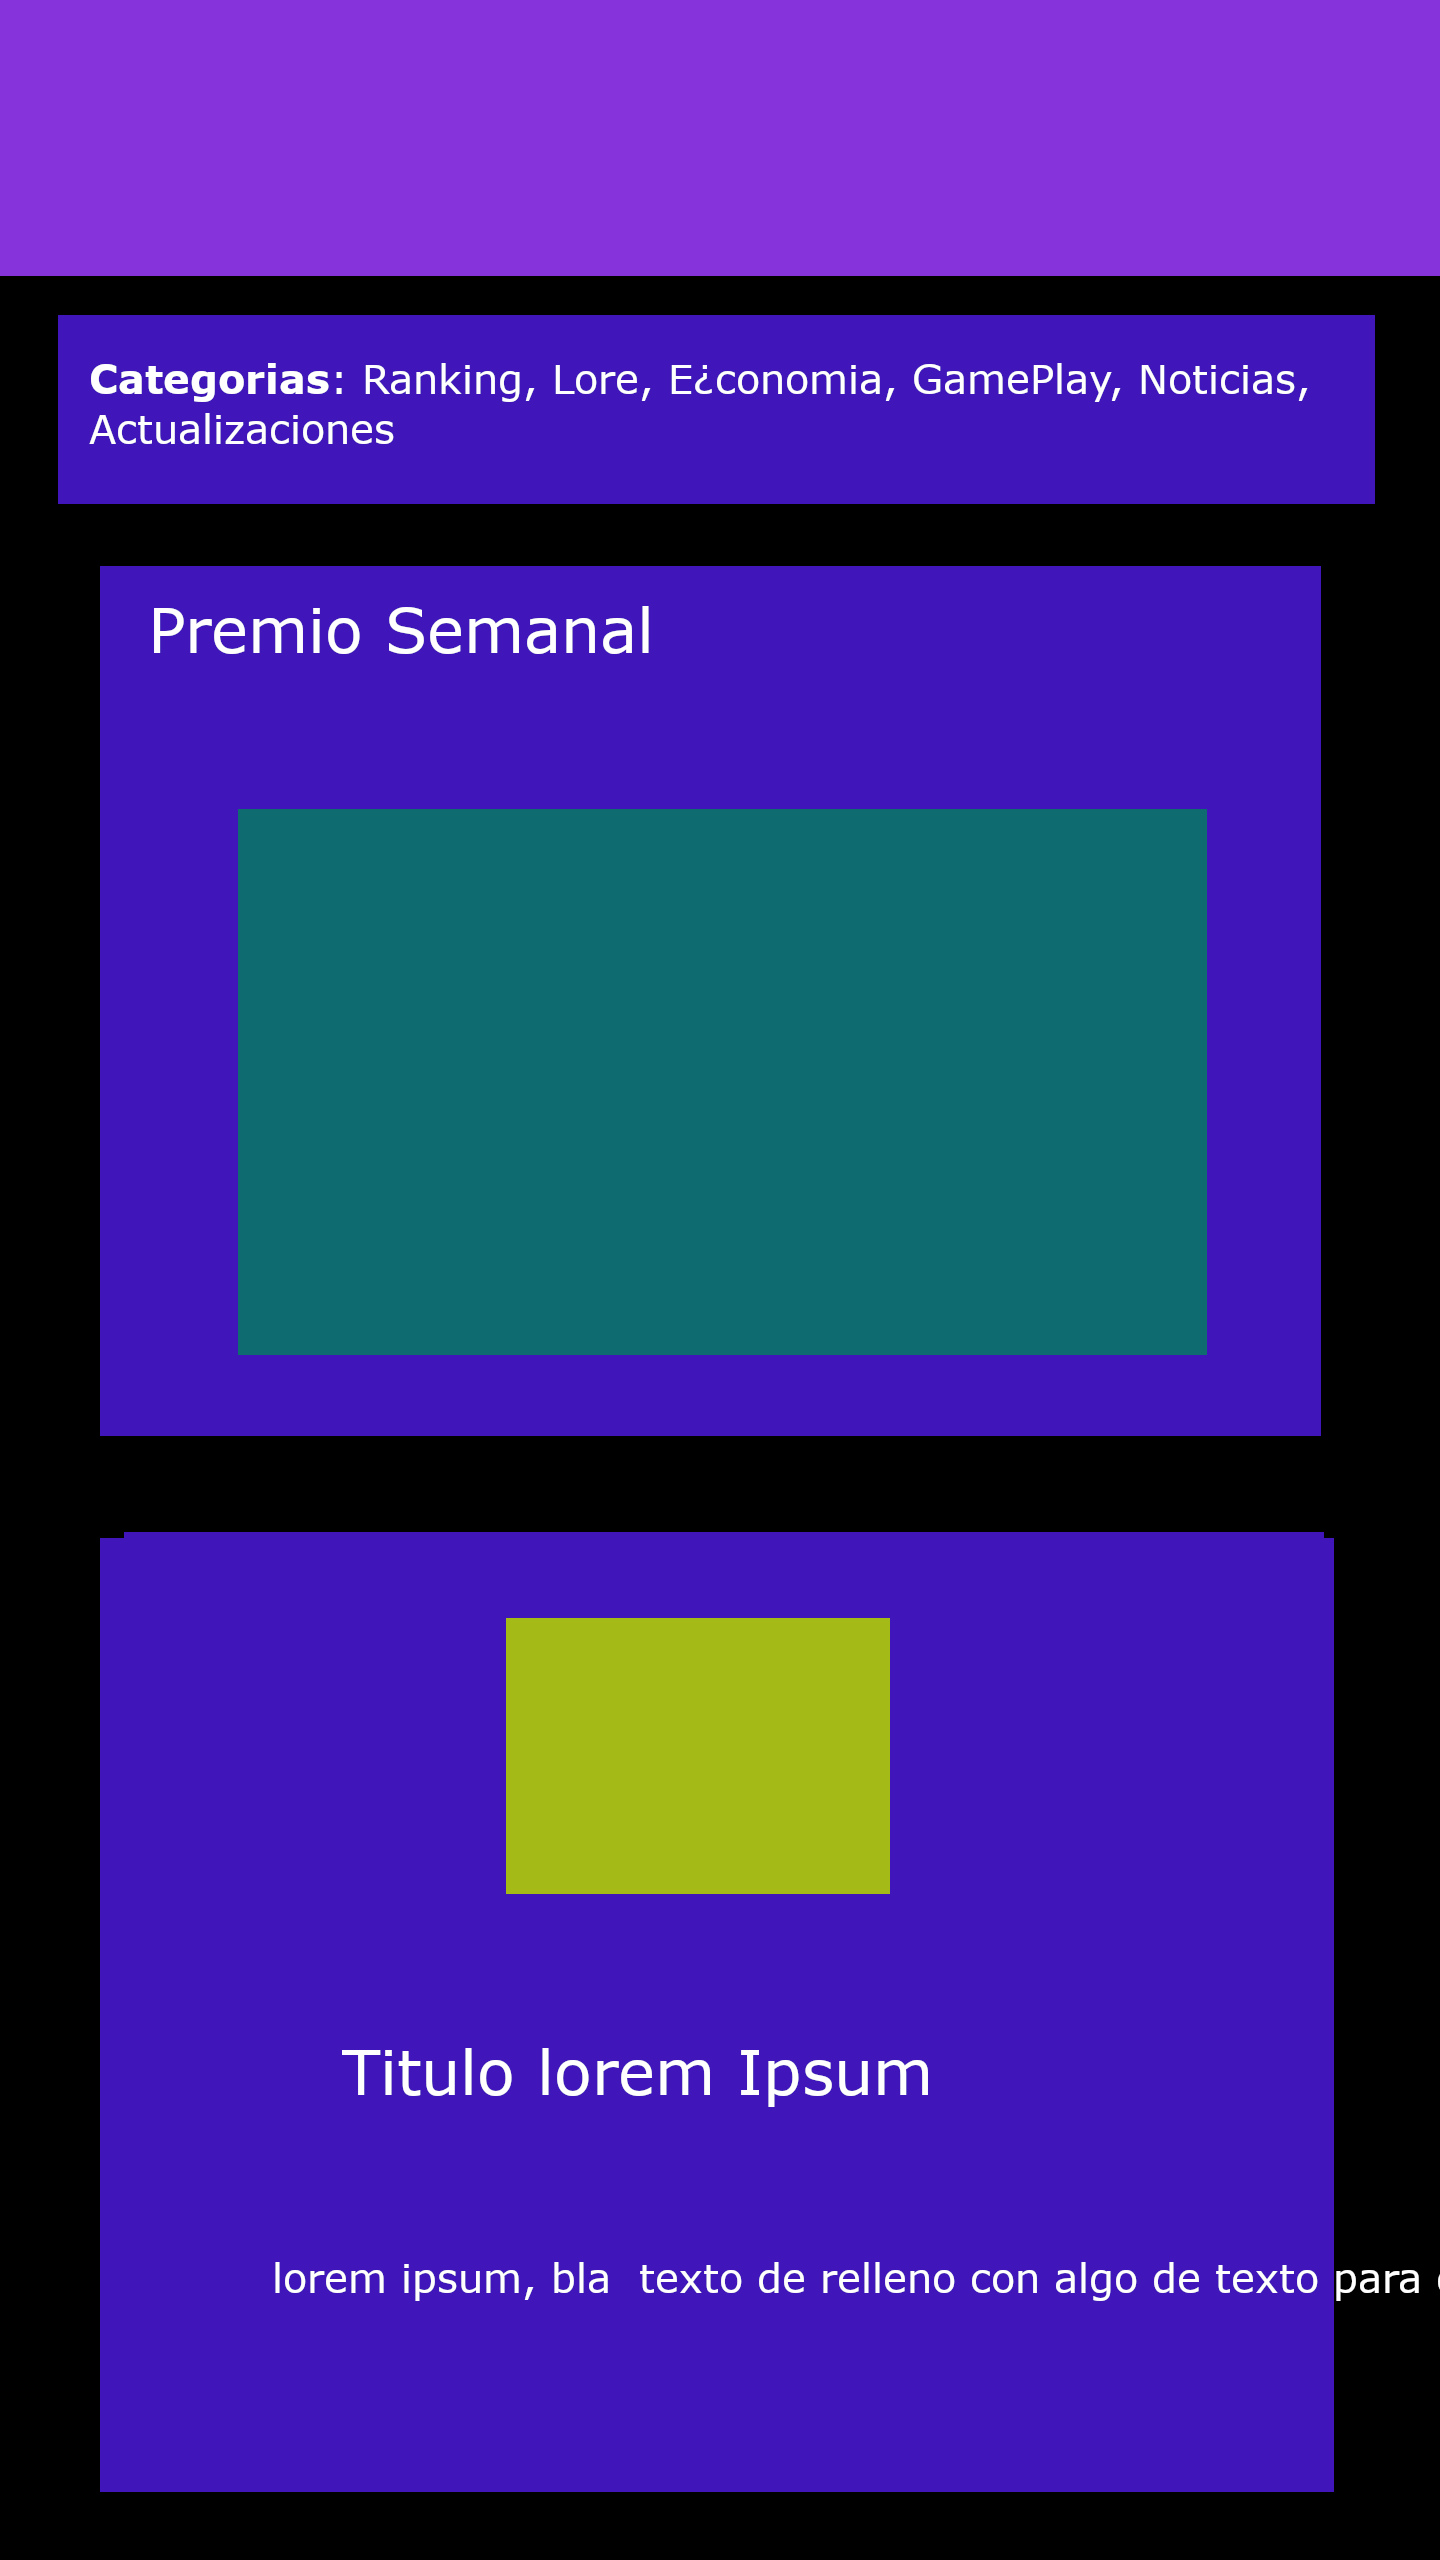 Categorias: Ranking, Lore, E¿conomia, GamePlay, Noticias,
Actualizaciones
Premio Semanal
Titulo lorem Ipsum
lorem ipsum, bla  texto de relleno con algo de texto para